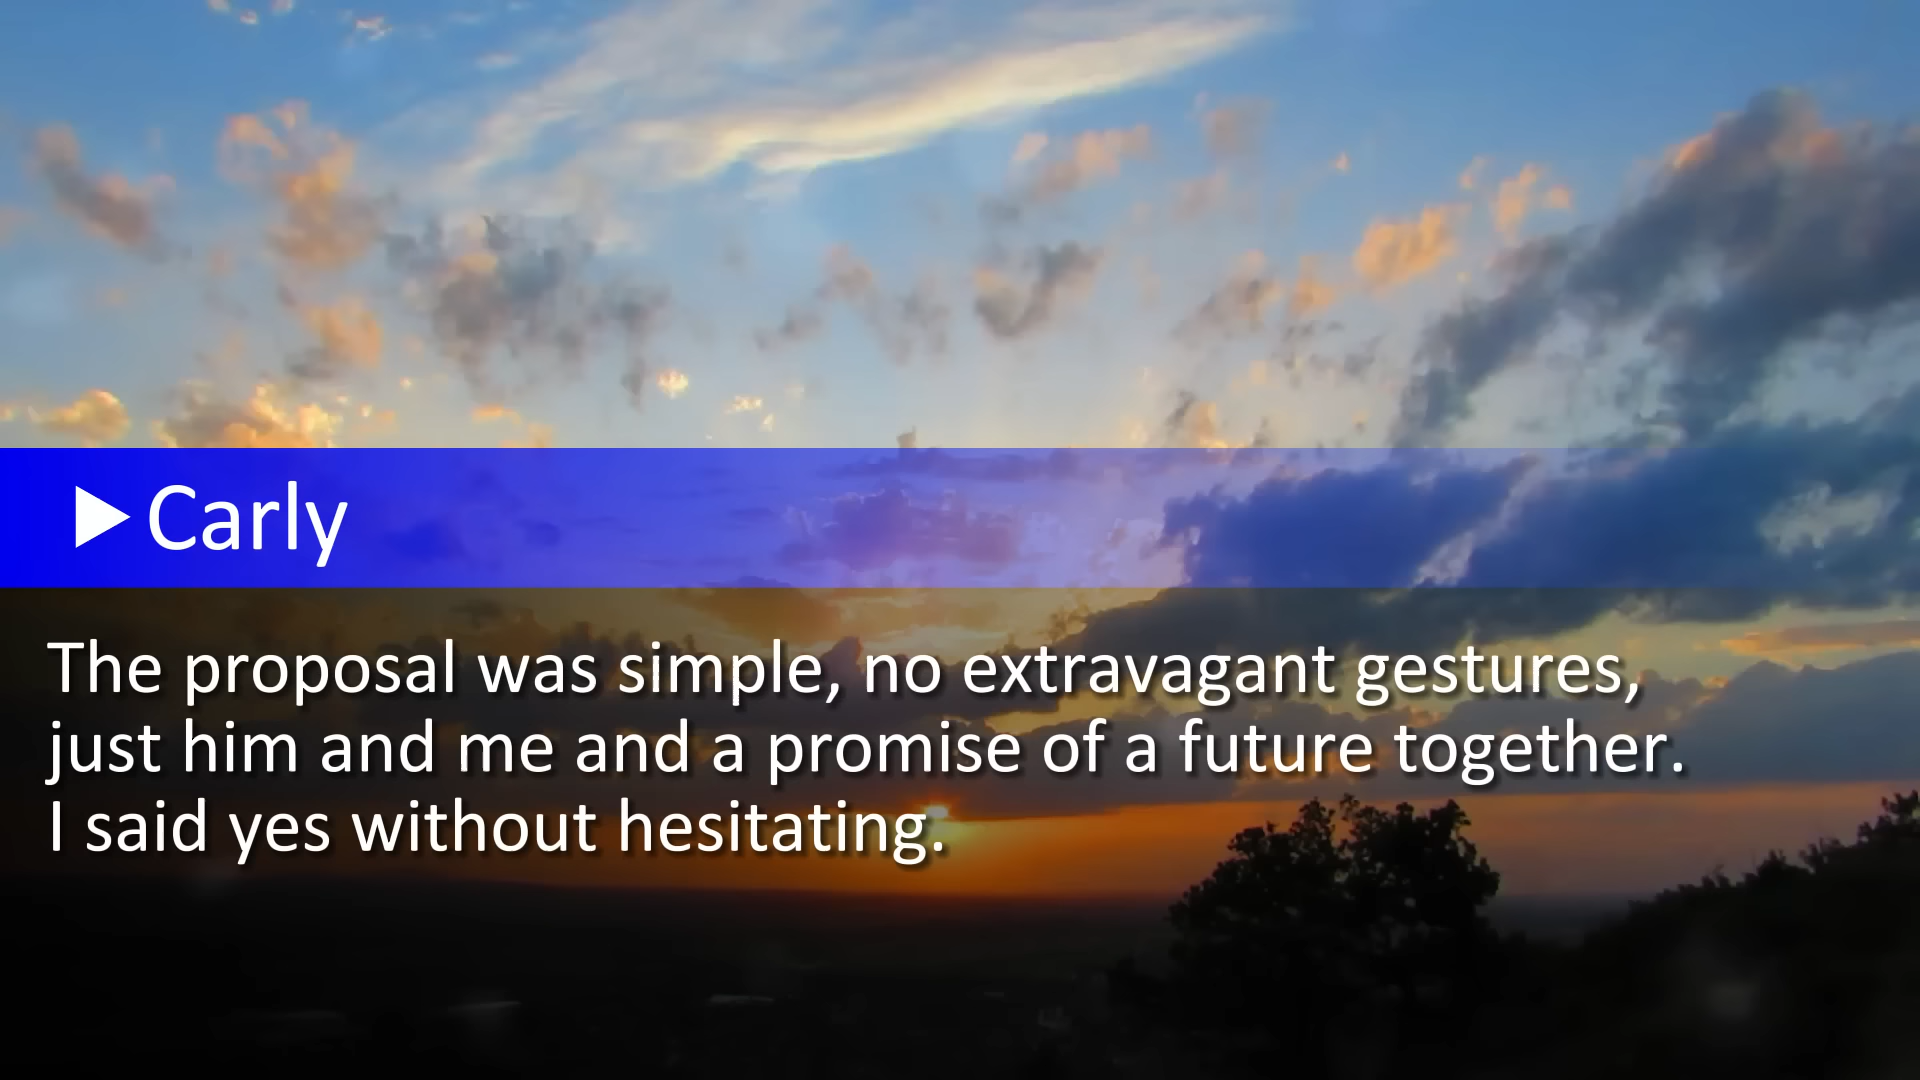 Carly
The proposal was simple, no extravagant gestures,
just him and me and a promise of a future together.
I said yes without hesitating.